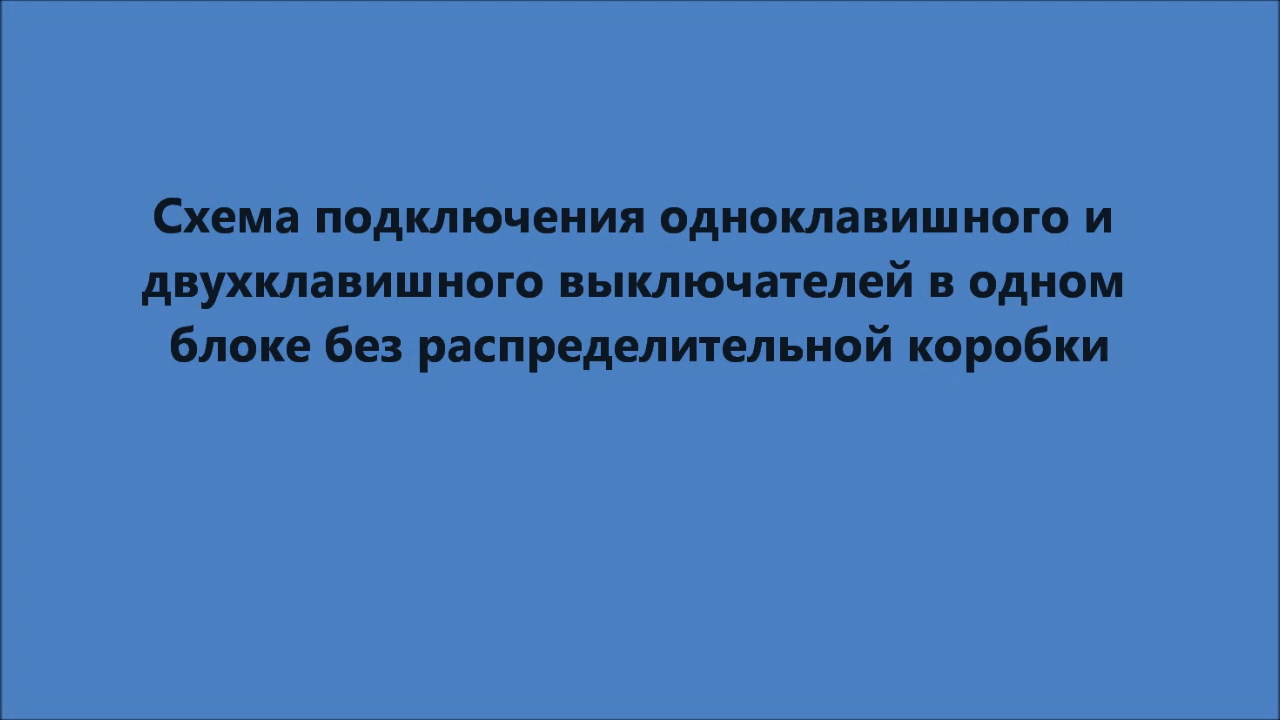 Схема подключения одноклавишного и
двухклавишного выключателей в одном
блоке без распределительной коробки